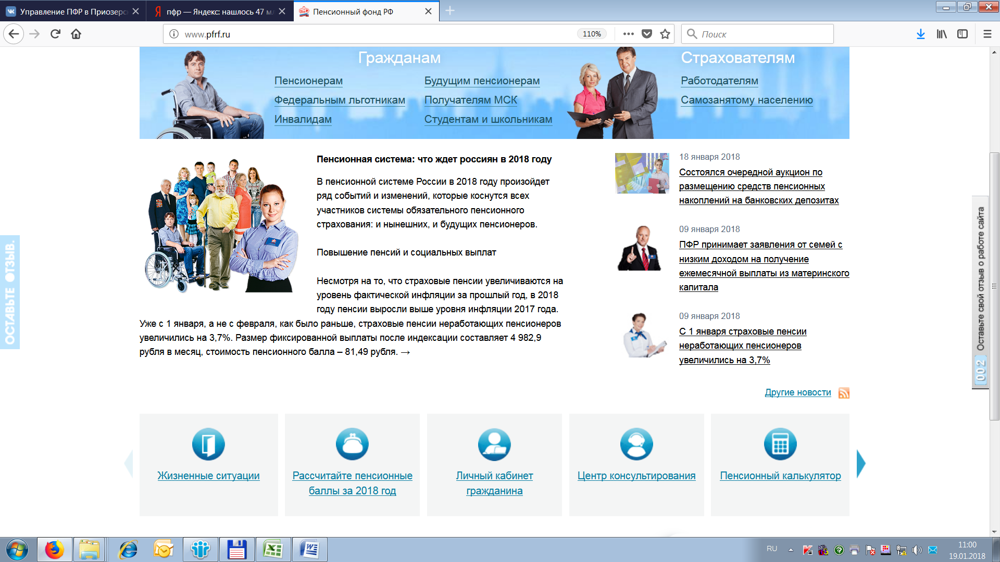 Управление ПФР в Приозерс
пфр — Яндекс: нашлось 47 мл
Пенсионный фонд РФ
www.pfrf.ru
110%
Поиск
Гражданам
Пенсионерам
Федеральным льготникам
Инвалидам
Будущим пенсионерам
Получателям МСК
Студентам и школьникам
Страхователям
Работодателям
Самозанятому населению
Пенсионная система: что ждет россиян в 2018 году
В пенсионной системе России в 2018 году произойдет
ряд событий и изменений, которые коснутся всех
участников системы обязательного пенсионного
страхования: и нынешних, и будущих пенсионеров.
Повышение пенсий и социальных выплат
Несмотря на то, что страховые пенсии увеличиваются на
уровень фактической инфляции за прошлый год, в 2018
году пенсии выросли выше уровня инфляции 2017 года.
Уже с 1 января, а не с февраля, как было раньше, страховые пенсии неработающих пенсионеров
увеличились на 3,7%. Размер фиксированной выплаты после индексации составляет 4 982,9
рубля в месяц, стоимость пенсионного балла – 81,49 рубля. →
18 января 2018
Состоялся очередной аукцион по
размещению средств пенсионных
накоплений на банковских депозитах
09 января 2018
ПФР принимает заявления от семей с
низким доходом на получение
ежемесячной выплаты из материнского
капитала
09 января 2018
С 1 января страховые пенсии
неработающих пенсионеров
увеличились на 3,7%
Другие новости
ОСТАВЬТЕ ОТЗЫВ.
Оставьте свой отзыв о работе сайта
002
Жизненные ситуации
Рассчитайте пенсионные
баллы за 2018 год
Личный кабинет
гражданина
Центр консультирования
Пенсионный калькулятор
RU
11:00
19.01.2018